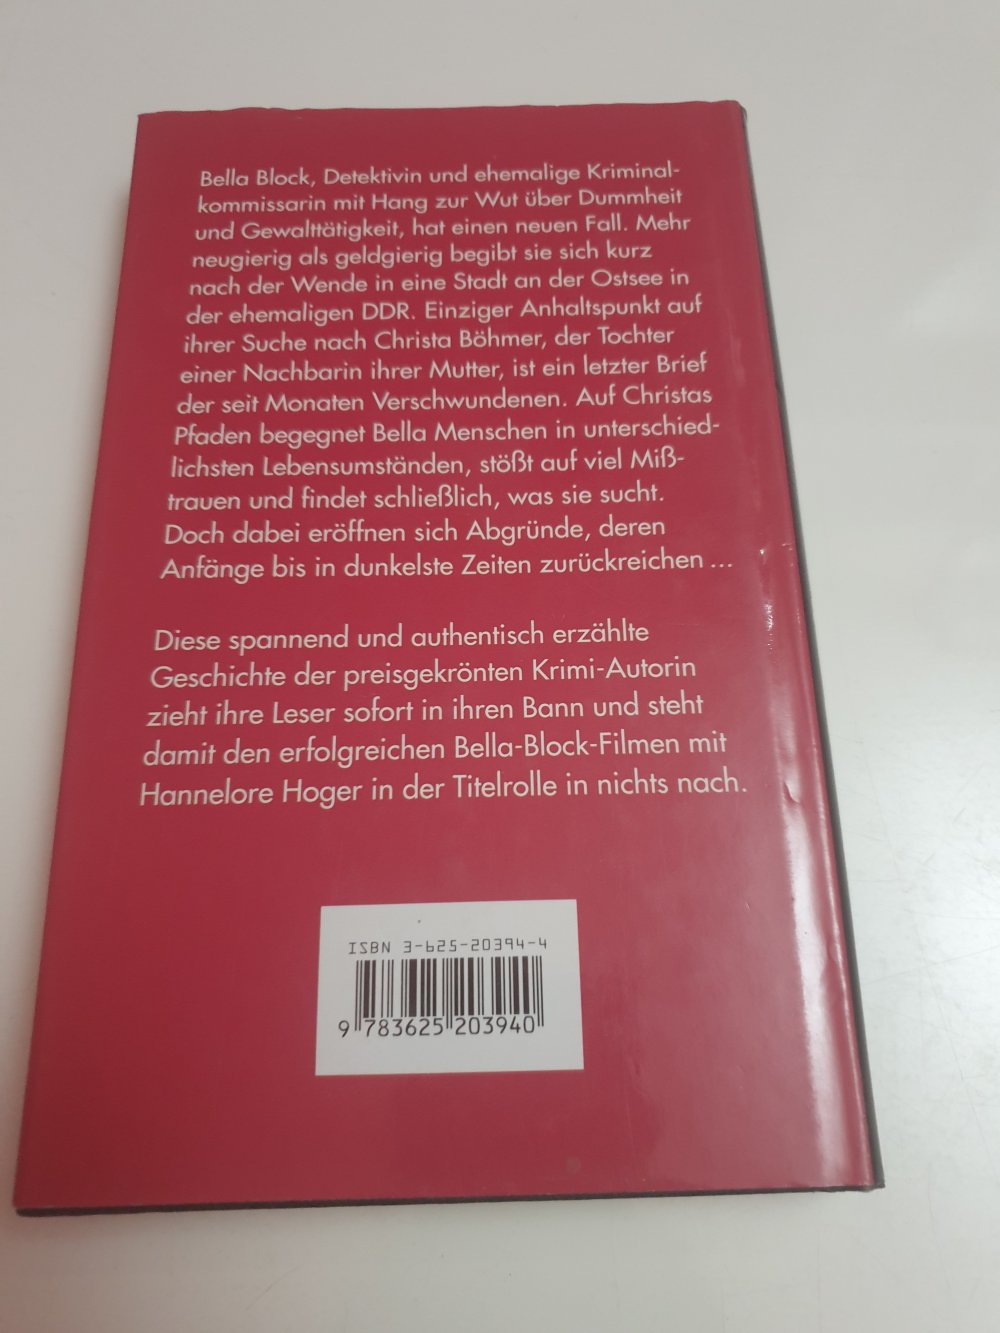 Bella Block, Detektivin und ehemalige Kriminal-
kommissarin mit Hang zur Wut über Dummheit
und Gewalttätigkeit, hat einen neuen Fall. Mehr
neugierig als geldgierig begibt sie sich kurz
nach der Wende in eine Stadt an der Ostsee in
der ehemaligen DDR. Einziger Anhaltspunkt auf
ihrer Suche nach Christa Böhmer, der Tochter
einer Nachbarin ihrer Mutter, ist ein letzter Brief
der seit Monaten Verschwundenen. Auf Christas
Pfaden begegnet Bella Menschen in unterschied-
lichsten Lebensumständen, stößt auf viel Miß-
trauen und findet schließlich, was sie sucht.
Doch dabei eröffnen sich Abgründe, deren
Anfänge bis in dunkelste Zeiten zurückreichen ...
Diese spannend und authentisch erzählte
Geschichte der preisgekrönten Krimi-Autorin
zieht ihre Leser sofort in ihren Bann und steht
damit den erfolgreichen Bella-Block-Filmen mit
Hannelore Hoger in der Titelrolle in nichts nach.
ISBN 3-625-20394-4
9 783625 203940